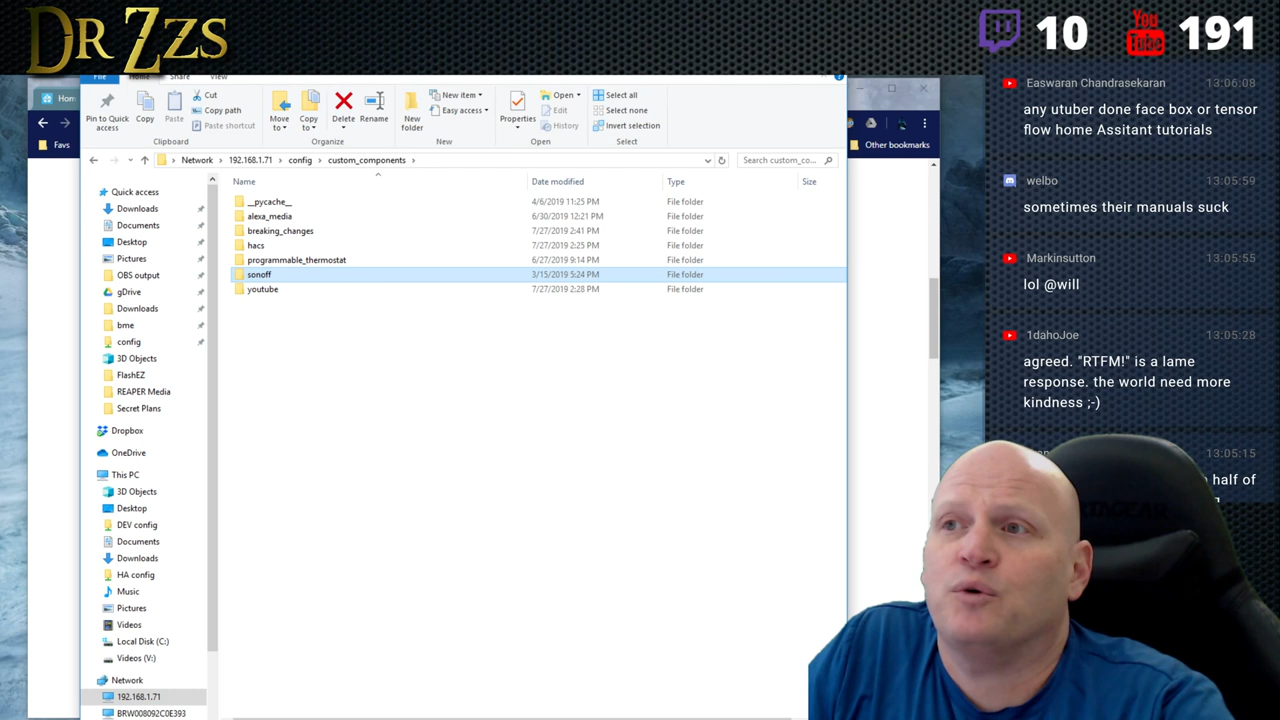 DR ZZS
10
You
Tube
191
Hom
Favs
Other bookmarks
File
Home
Share
View
Pin to Quick
access
Copy
Paste
Cut
Copy path
Paste shortcut
Clipboard
Move
to
Copy
to
Delete
Rename
Organize
New
folder
New item
Easy access
New
Properties
Open
Edit
History
Open
Select all
Select none
Invert selection
Select
Network
192.168.1.71
config
custom_components
Search custom_co...
Quick access
Downloads
Documents
Desktop
Pictures
OBS output
gDrive
Downloads
bme
config
3D Objects
FlashEZ
REAPER Media
Secret Plans
Dropbox
OneDrive
This PC
3D Objects
Desktop
DEV config
Documents
Downloads
HA config
Music
Pictures
Videos
Local Disk (C:)
Videos (V:)
Network
192.168.1.71
BRW008092C0E393
Name Date modified Type Size
__pycache__ 4/6/2019 11:25 PM File folder
alexa_media 6/30/2019 12:21 PM File folder
breaking_changes 7/27/2019 2:41 PM File folder
hacs 7/27/2019 2:25 PM File folder
programmable_thermostat 6/27/2019 9:14 PM File folder
sonoff 3/15/2019 5:24 PM File folder
youtube 7/27/2019 2:28 PM File folder
Easwaran Chandrasekaran 13:06:08
any utuber done face box or tensor
flow home Assitant tutorials
welbo 13:05:59
sometimes their manuals suck
Markinsutton 13:05:55
lol @will
1dahoJoe 13:05:28
agreed. "RTFM!" is a lame
response. the world need more
kindness ;-)
13:05:15
half of